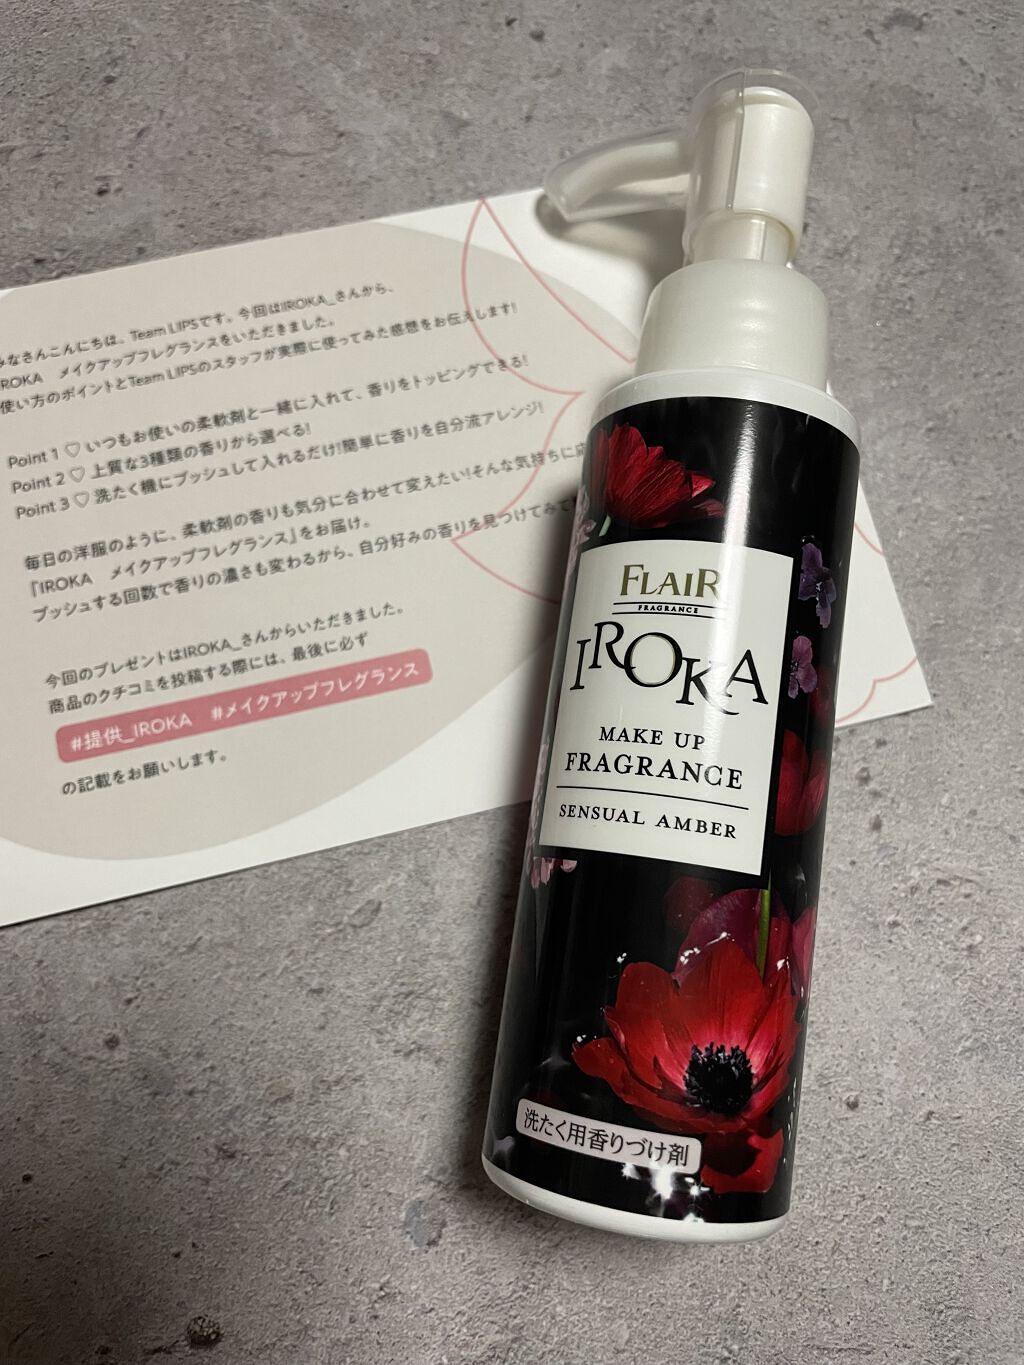 みなさんこんにちは、Team LIPSです。今回はIROKA_さんから、
IROKA　メイクアップフレグランスをいただきました。
使い方のポイントとTeam LIPSのスタッフが実際に使ってみた感想をお伝えします!
Point 1 ♡ いつもお使いの柔軟剤と一緒に入れて、香りをトッピングできる!
Point 2 ♡ 上質な3種類の香りから選べる!
Point 3 ♡ 洗たく機にプッシュして入れるだけ!簡単に香りを自分流アレンジ!
毎日の洋服のように、柔軟剤の香りも気分に合わせて変えたい!そんな気持ちに応
『IROKA　メイクアップフレグランス』をお届け。
プッシュする回数で香りの濃さも変わるから、自分好みの香りを見つけてみて
今回のプレゼントはIROKA_さんからいただきました。
商品のクチコミを投稿する際には、最後に必ず
#提供_IROKA　#メイクアップフレグランス
の記載をお願いします。
FLAIR
FRAGRANCE
IROKA
MAKE UP
FRAGRANCE
SENSUAL AMBER
洗たく用香りづけ剤